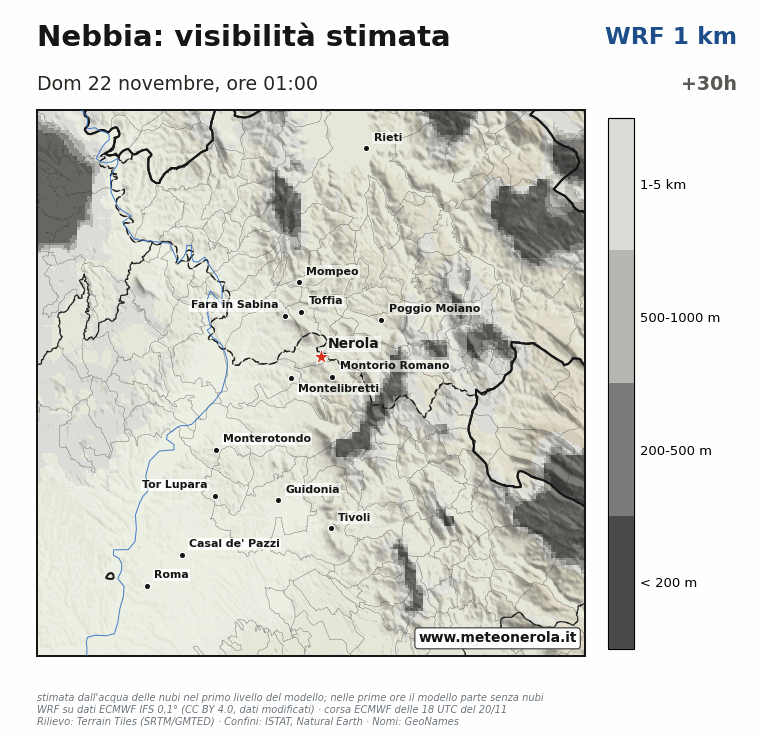 Nebbia: visibilità stimata
WRF 1 km
Dom 22 novembre, ore 01:00
+30h
Rieti
1-5 km
Mompeo
Fara in Sabina
Toffia
Poggio Moiano
500-1000 m
Nerola
Montorio Romano
Montelibretti
Monterotondo
200-500 m
Tor Lupara
Guidonia
Tivoli
Casal de' Pazzi
Roma
< 200 m
www.meteonerola.it
stimata dall'acqua delle nubi nel primo livello del modello; nelle prime ore il modello parte senza nubi
WRF su dati ECMWF IFS 0,1° (CC BY 4.0, dati modificati) · corsa ECMWF delle 18 UTC del 20/11
Rilievo: Terrain Tiles (SRTM/GMTED) · Confini: ISTAT, Natural Earth · Nomi: GeoNames